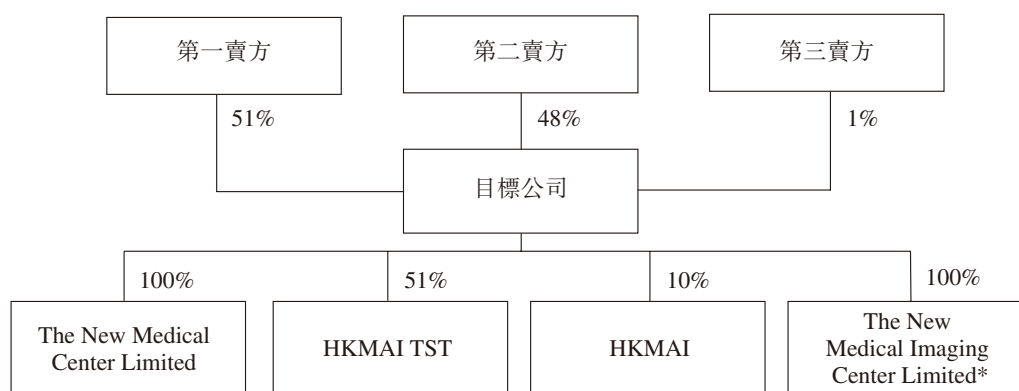 第一賣方
第二賣方
第三賣方
51%
48%
1%
目標公司
100%
51%
10%
100%
The New Medical
Center Limited
HKMAI TST
HKMAI
The New
Medical Imaging
Center Limited*